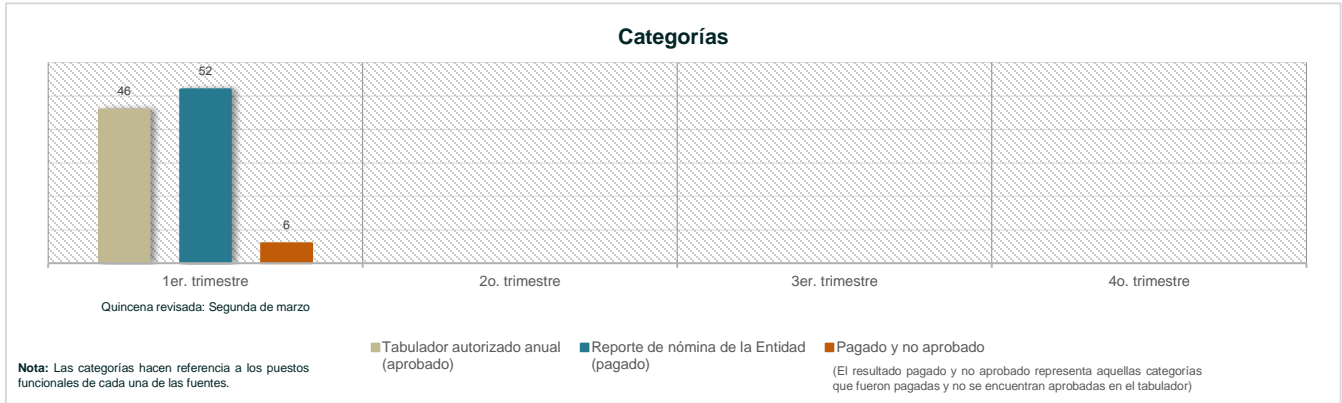 Categorías
46
52
6
1er. trimestre
2o. trimestre
3er. trimestre
4o. trimestre
Quincena revisada: Segunda de marzo
Tabulador autorizado anual
(aprobado)
Reporte de nómina de la Entidad
(pagado)
Pagado y no aprobado
(El resultado pagado y no aprobado representa aquellas categorías
que fueron pagadas y no se encuentran aprobadas en el tabulador)
Nota: Las categorías hacen referencia a los puestos
funcionales de cada una de las fuentes.